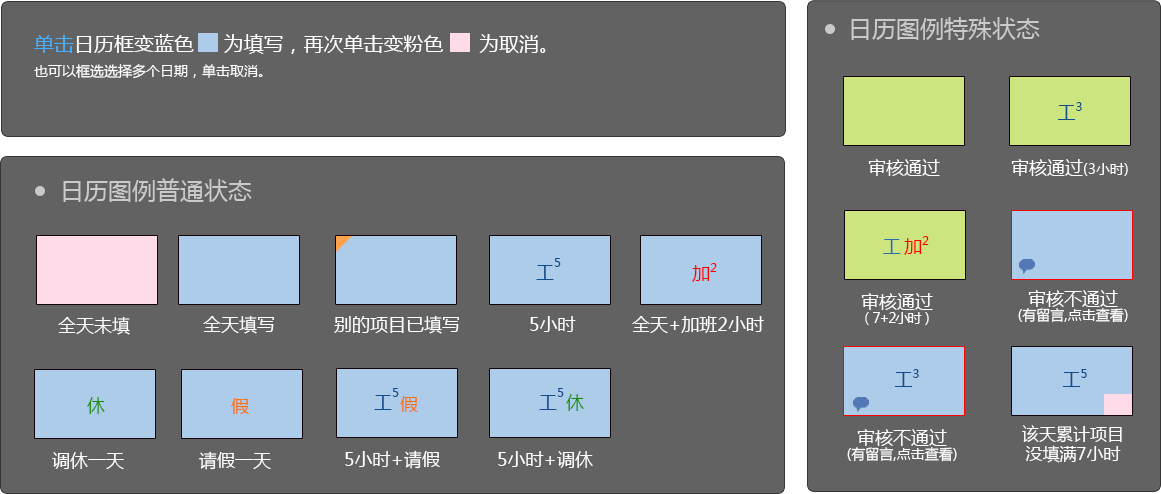 单击日历框变蓝色 为填写，再次单击变粉色 为取消。
也可以框选选择多个日期，单击取消。
日历图例普通状态
工5
加2
全天未填
全天填写
别的项目已填写
5小时
全天+加班2小时
休
假
工5假
工5休
调休一天
请假一天
5小时+请假
5小时+调休
日历图例特殊状态
工3
审核通过
审核通过(3小时)
工加2
审核通过
（7+2小时）
审核不通过
(有留言,点击查看)
工3
工5
审核不通过
(有留言,点击查看)
该天累计项目
没填满7小时